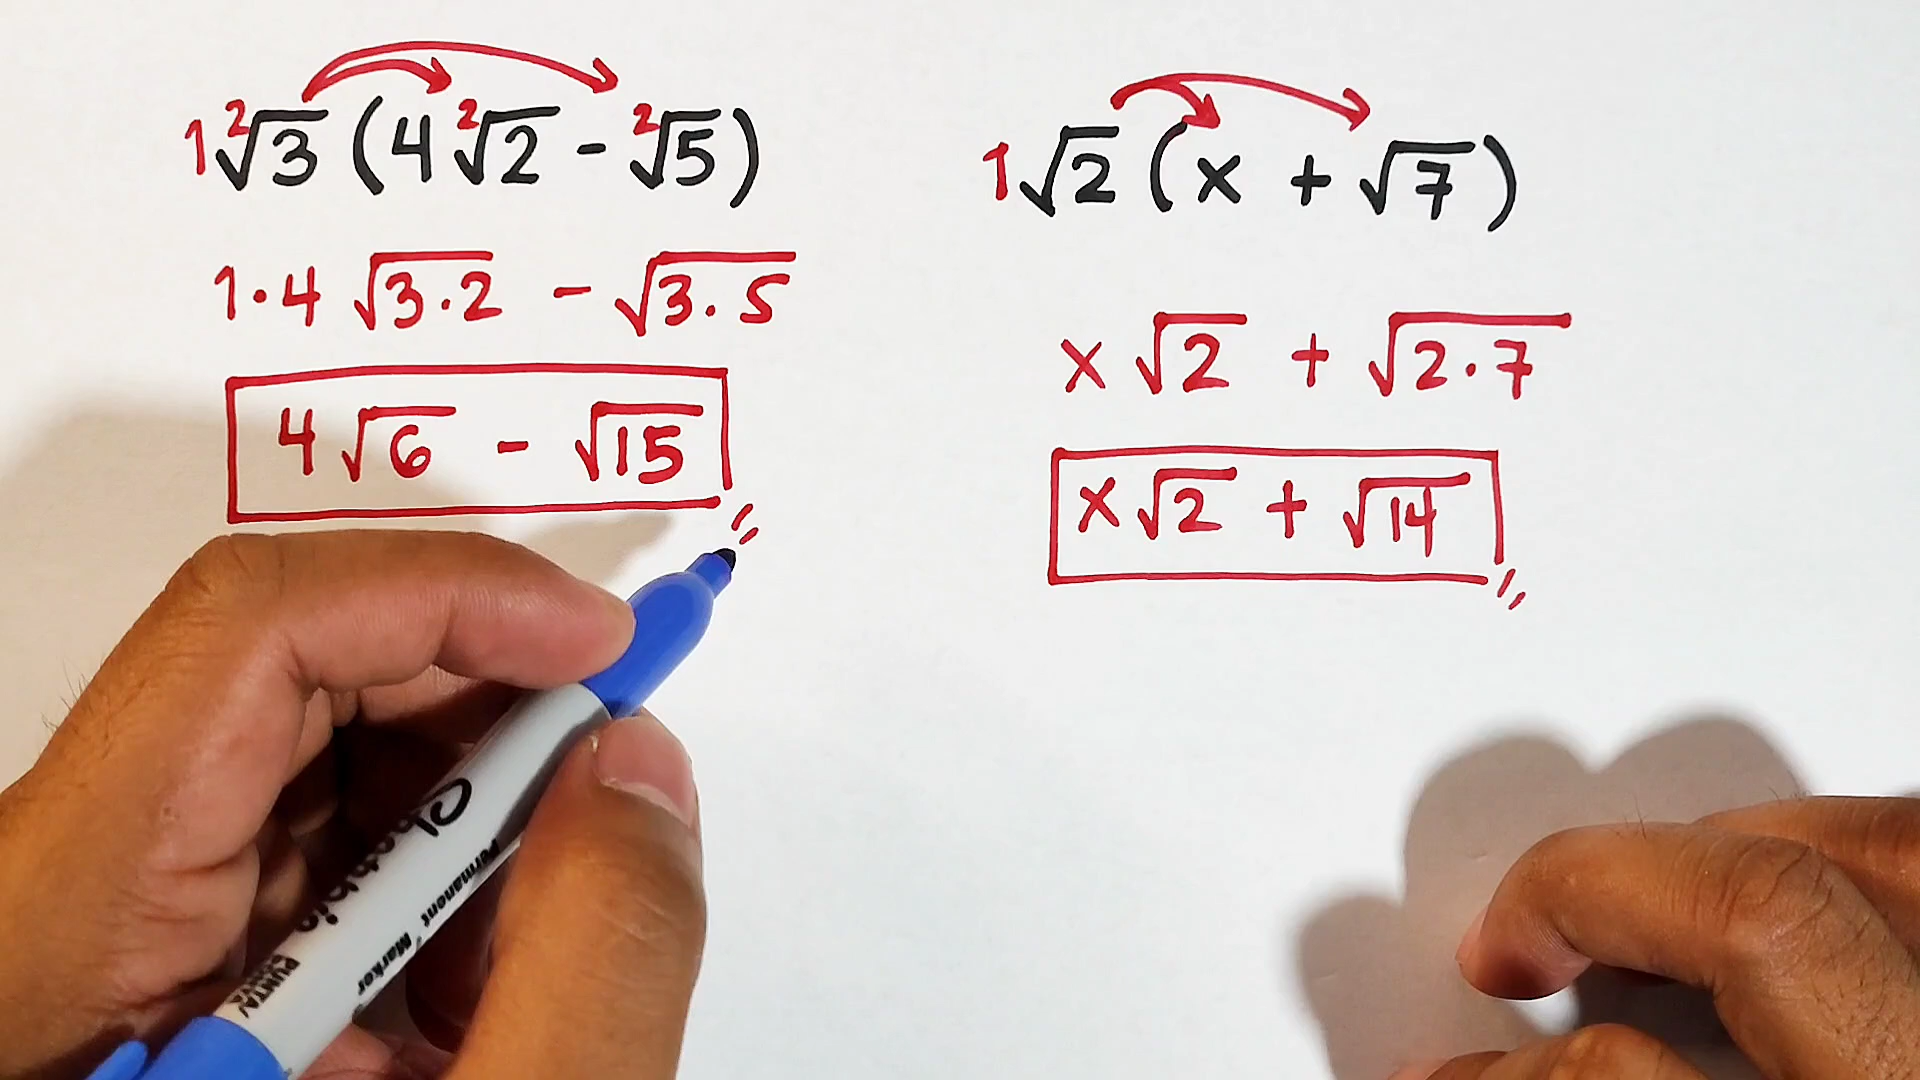 1²√3 (4²√2 - ²√5)
1·4 √3·2 - √3·5
4√6 - √15
1√2 (x + √7)
x √2 + √2·7
x√2 + √14
Sharpie
Permanent Marker
PUNTA